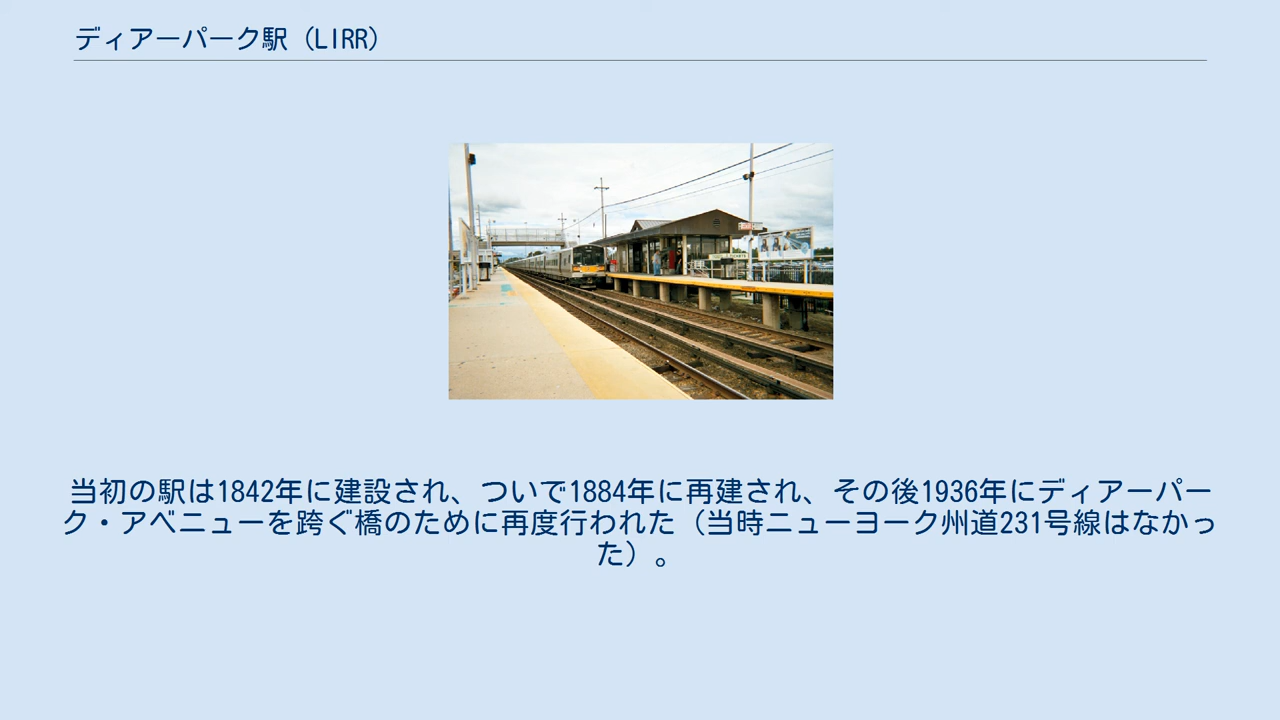 ディアーパーク駅（LIRR）
当初の駅は1842年に建設され、ついで1884年に再建され、その後1936年にディアーパー
ク・アベニューを跨ぐ橋のために再度行われた（当時ニューヨーク州道231号線はなかっ
た）。